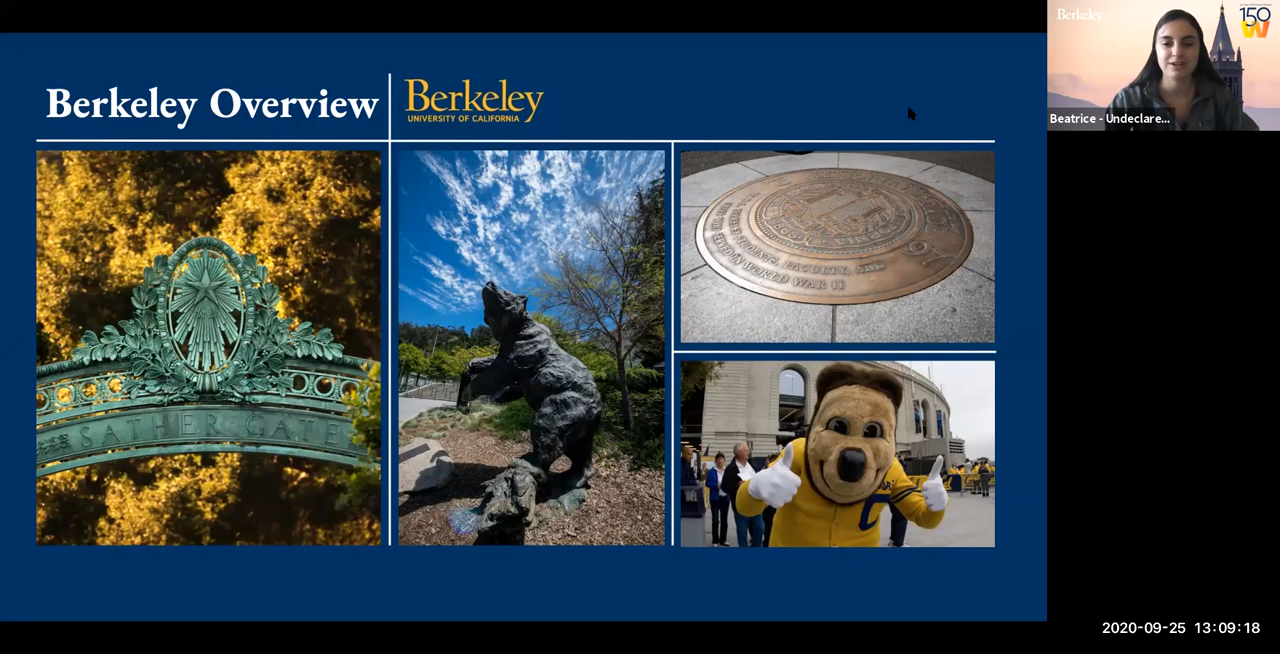 Berkeley Overview
Berkeley
UNIVERSITY OF CALIFORNIA
SATHER GATE
STUDENTS, FACULTY, AND
SERVED IN WORLD WAR II
C
Berkeley
150
W
Beatrice - Undeclare...
2020-09-25 13:09:18